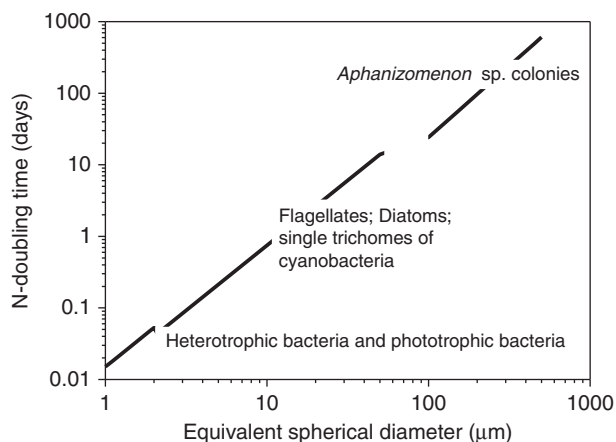 1000
Aphanizomenon sp. colonies
100
10
Flagellates; Diatoms;
single trichomes of
cyanobacteria
1
0.1
Heterotrophic bacteria and phototrophic bacteria
0.01
N-doubling time (days)
1 10 100 1000
Equivalent spherical diameter (μm)